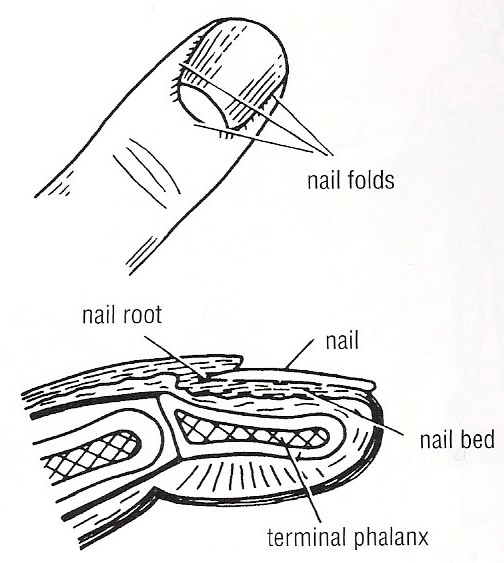 nail folds
nail root
nail
nail bed
terminal phalanx